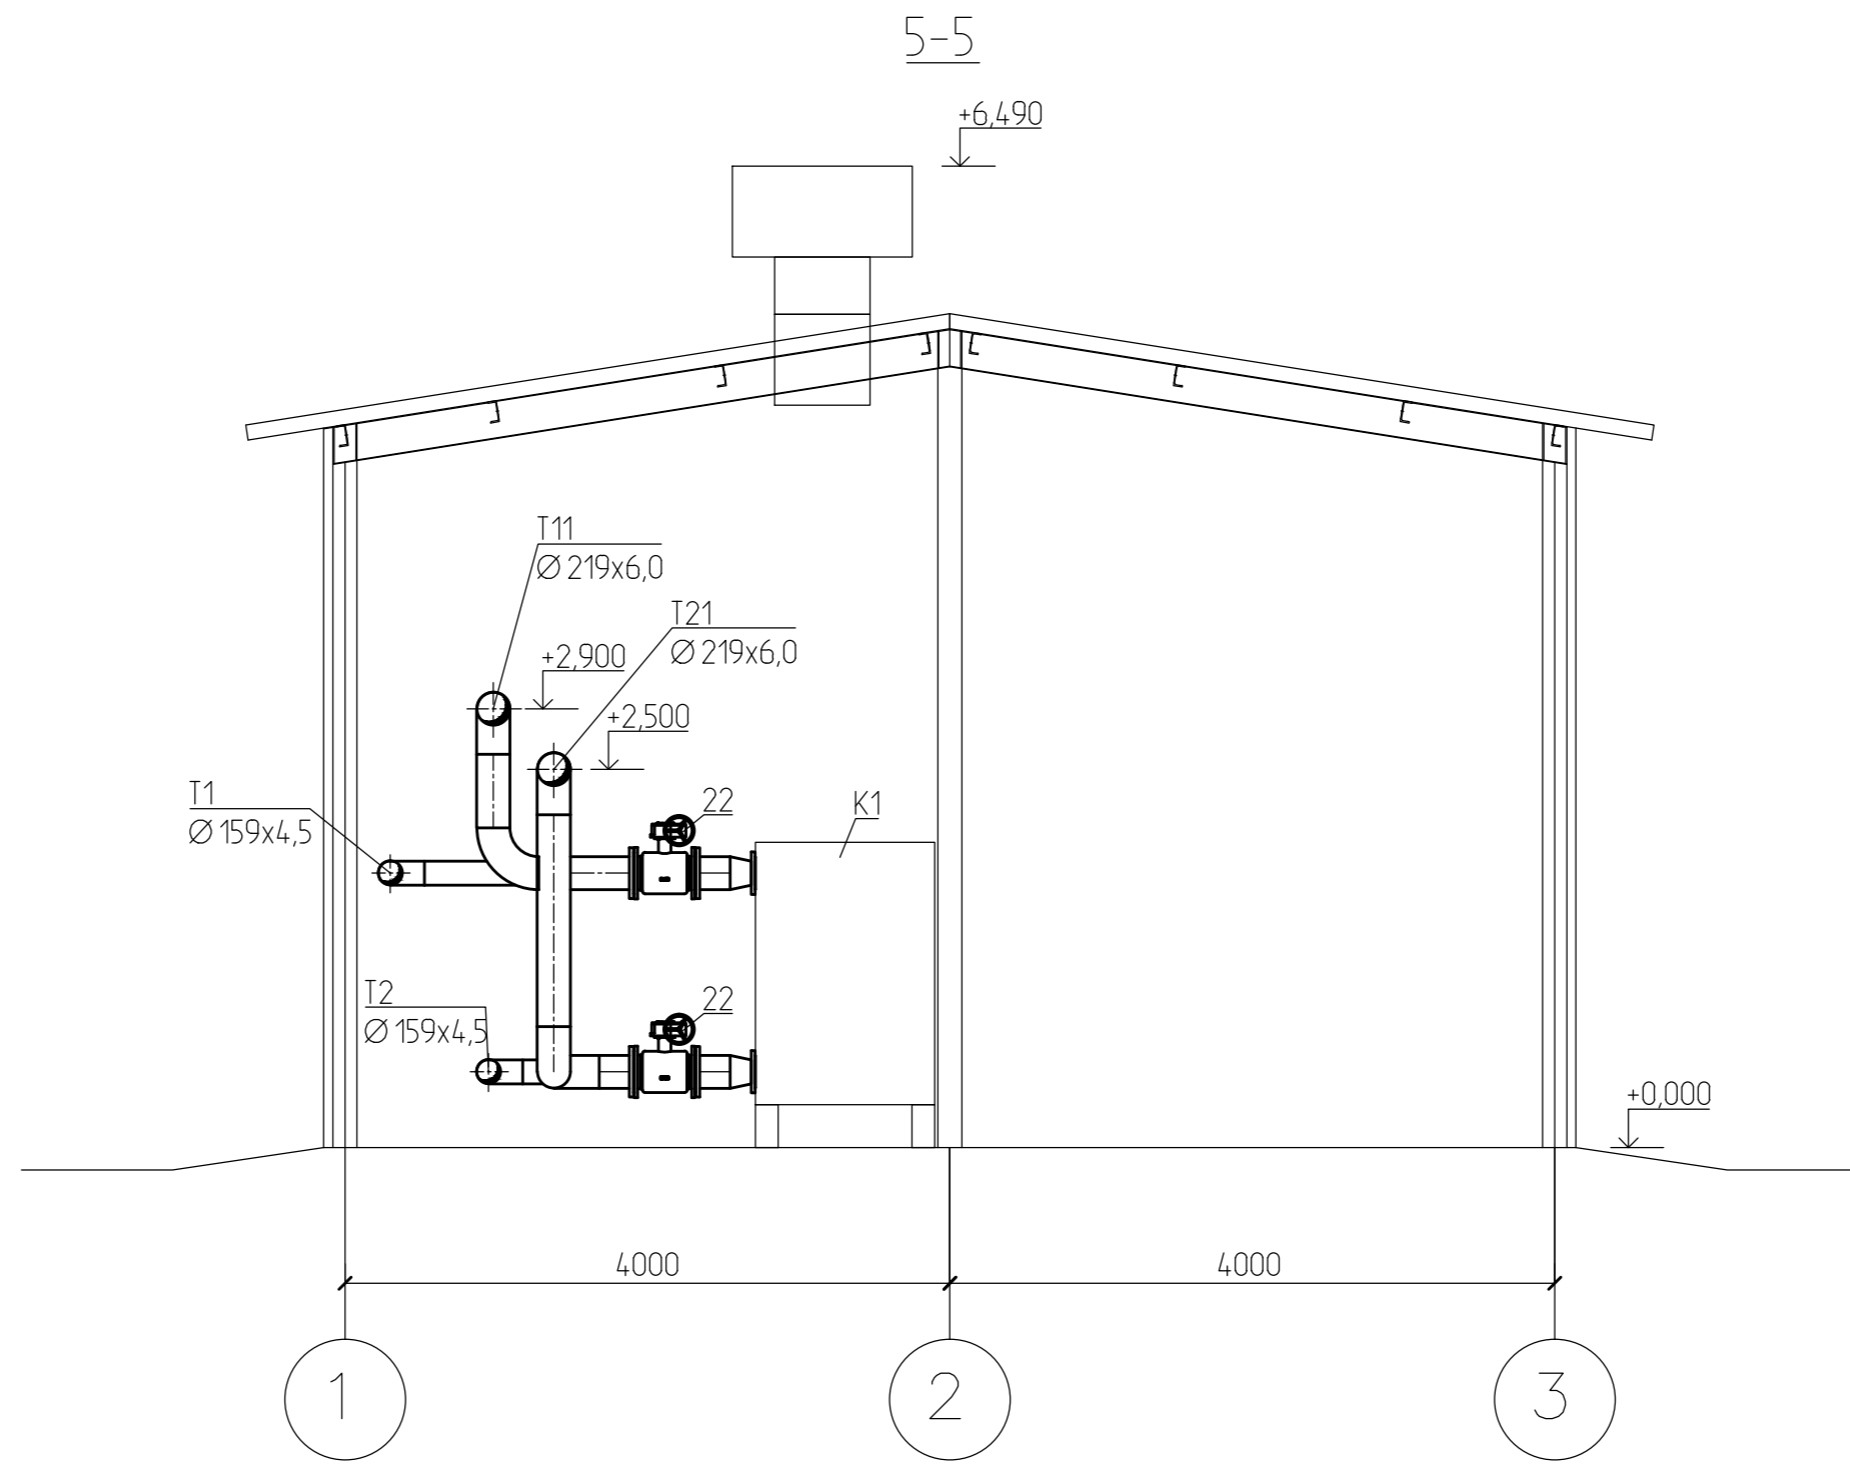 5-5
+6,490
T11
Ø 219x6,0
T21
Ø 219x6,0
+2,900
+2,500
T1
Ø 159x4,5
22
K1
T2
Ø 159x4,5
22
+0,000
4000
4000
1
2
3